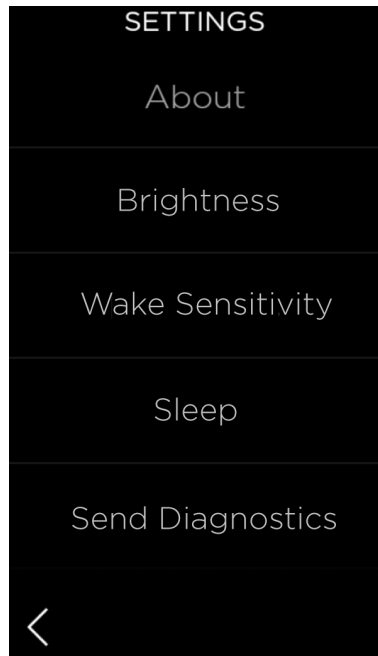 SETTINGS
About
Brightness
Wake Sensitivity
Sleep
Send Diagnostics